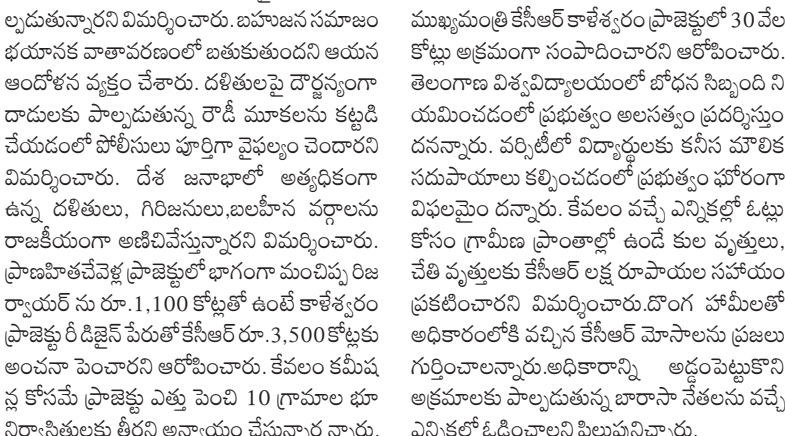 ల్పడుతున్నారని విమర్శించారు. బహుజన సమాజం
భయానక వాతావరణంలో బతుకుతుందని ఆయన
ఆందోళన వ్యక్తం చేశారు. దళితులపై దౌర్జన్యంగా
దాడులకు పాల్పడుతున్న రౌడీ మూకలను కట్టడి
చేయడంలో పోలీసులు పూర్తిగా వైఫల్యం చెందారని
విమర్శించారు. దేశ జనాభాలో అత్యధికంగా
ఉన్న దళితులు, గిరిజనులు,బలహీన వర్గాలను
రాజకీయంగా అణిచివేస్తున్నారని విమర్శించారు.
ప్రాణహితచేవెళ్ల ప్రాజెక్టులో భాగంగా మంచిప్ప రిజ
ర్వాయర్ ను రూ.1,100 కోట్లతో ఉంటే కాళేశ్వరం
ప్రాజెక్టు రీ డిజైన్ పేరుతో కేసీఆర్ రూ.3,500 కోట్లకు
అంచనా పెంచారని ఆరోపించారు. కేవలం కమీష
న్ల కోసమే ప్రాజెక్టు ఎత్తు పెంచి 10 గ్రామాల భూ
నిర్వాసితులకు తీరని అన్యాయం చేస్తున్నార న్నారు.
ముఖ్యమంత్రి కేసీఆర్ కాళేశ్వరం ప్రాజెక్టులో 30 వేల
కోట్లు అక్రమంగా సంపాదించారని ఆరోపించారు.
తెలంగాణ విశ్వవిద్యాలయంలో బోధన సిబ్బంది ని
యమించడంలో ప్రభుత్వం అలసత్వం ప్రదర్శిస్తుం
దనన్నారు. వర్సిటీలో విద్యార్థులకు కనీస మౌలిక
సదుపాయాలు కల్పించడంలో ప్రభుత్వం ఘోరంగా
విఫలమైం దన్నారు. కేవలం వచ్చే ఎన్నికల్లో ఓట్లు
కోసం గ్రామీణ ప్రాంతాల్లో ఉండే కుల వృత్తులు,
చేతి వృత్తులకు కేసీఆర్ లక్ష రూపాయల సహాయం
ప్రకటించారని విమర్శించారు.దొంగ హామీలతో
అధికారంలోకి వచ్చిన కేసీఆర్ మోసాలను ప్రజలు
గుర్తించాలన్నారు.అధికారాన్ని అడ్డంపెట్టుకొని
అక్రమాలకు పాల్పడుతున్న బారాసా నేతలను వచ్చే
ఎన్నికల్లో ఓడించాలని పిలుపునిచ్చారు.